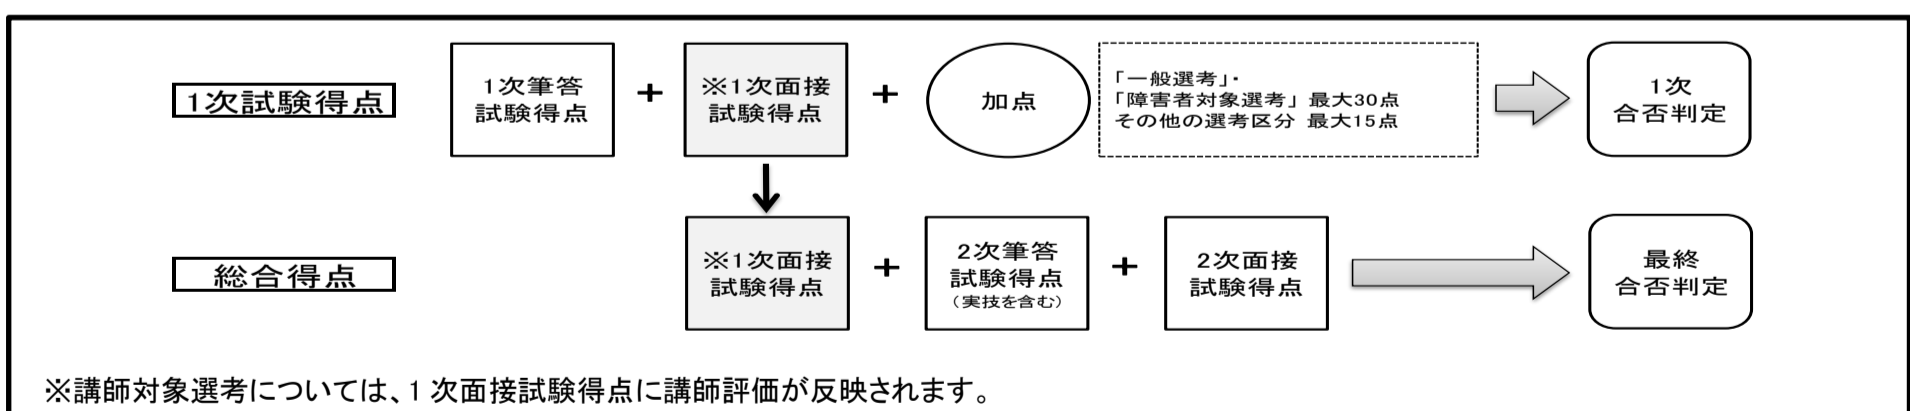 1次試験得点
1次筆答
試験得点
+
※1次面接
試験得点
+
加点
「一般選考」・
「障害者対象選考」 最大30点
その他の選考区分 最大15点
1次
合否判定
総合得点
※1次面接
試験得点
+
2次筆答
試験得点
(実技を含む)
+
2次面接
試験得点
最終
合否判定
※講師対象選考については、1次面接試験得点に講師評価が反映されます。